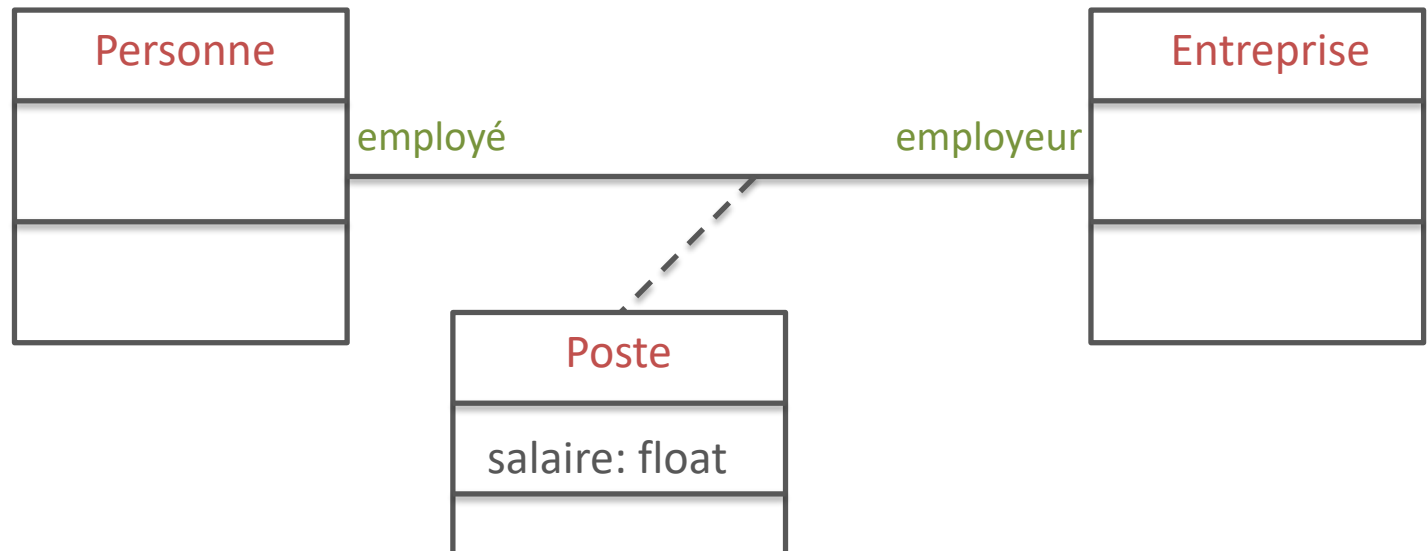 Personne
Entreprise
employé
employeur
Poste
salaire: float